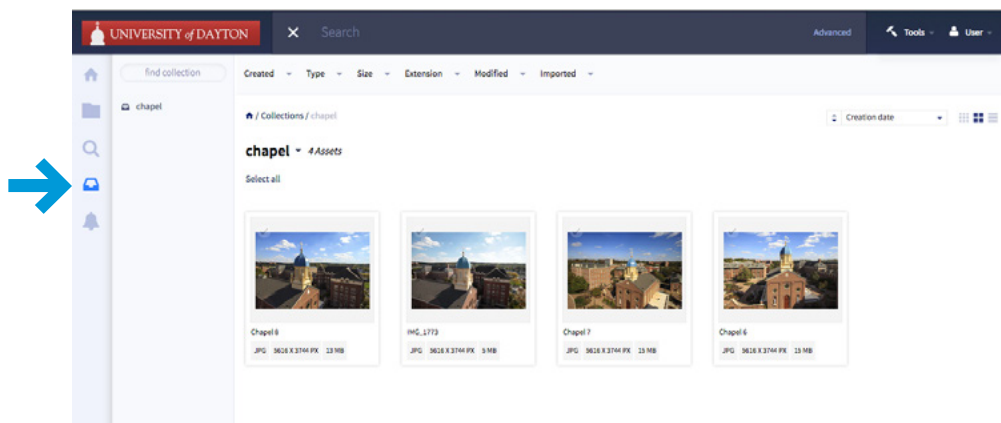 UNIVERSITY of DAYTON
Search
Advanced
Tools
User
find collection
Created Type Size Extension Modified Imported
chapel
/ Collections / chapel
Creation date
chapel 4 Assets
Select all
Chapel 8
JPG 5616 X 3744 PX 13 MB
IMG_1773
JPG 5616 X 3744 PX 5 MB
Chapel 7
JPG 5616 X 3744 PX 15 MB
Chapel 6
JPG 5616 X 3744 PX 15 MB